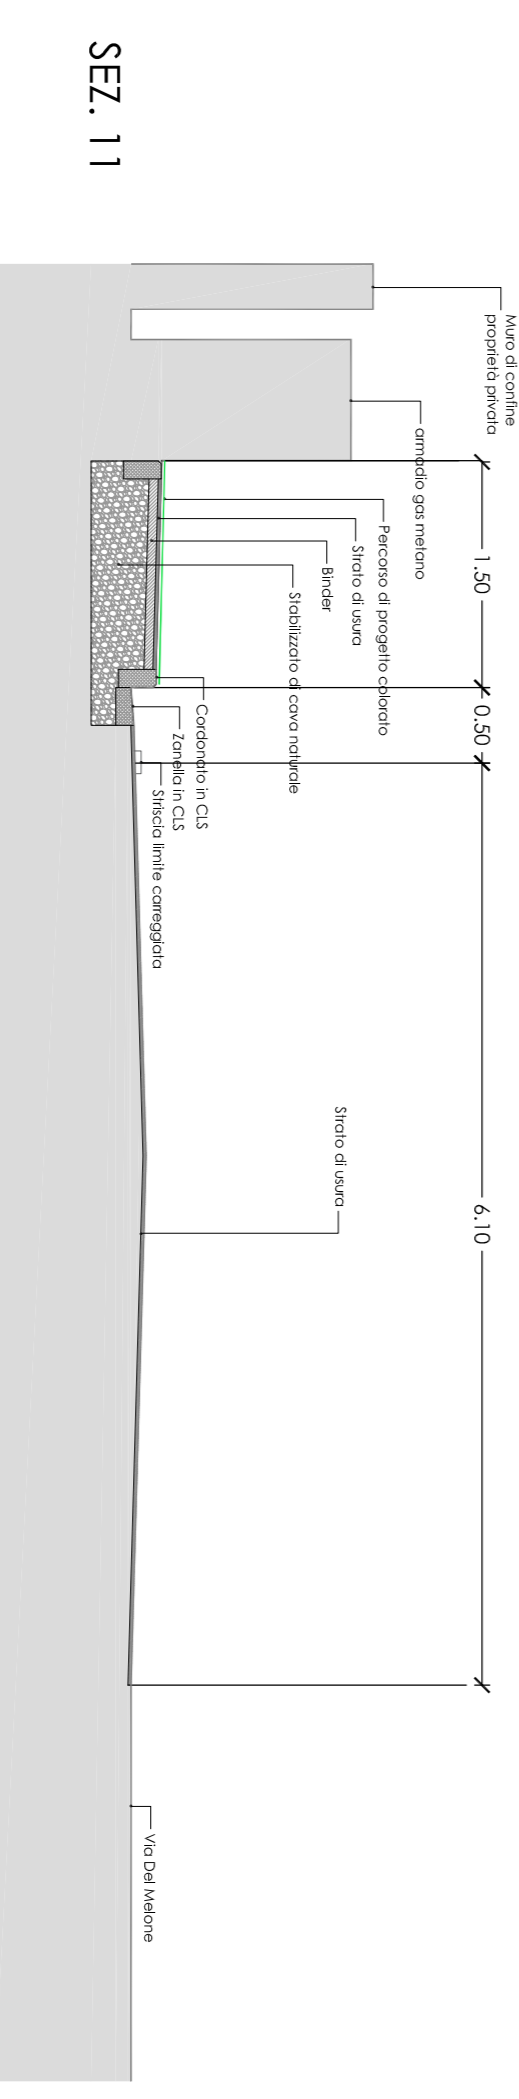 SEZ. 11
Muro di confine
proprietà privata
armadio gas metano
1.50
0.50
6.10
Percorso di progetto colorato
Strato di usura
Binder
Stabilizzato di cava naturale
Cordonato in CLS
Zanella in CLS
Striscia limite carreggiata
Strato di usura
Via Del Melone